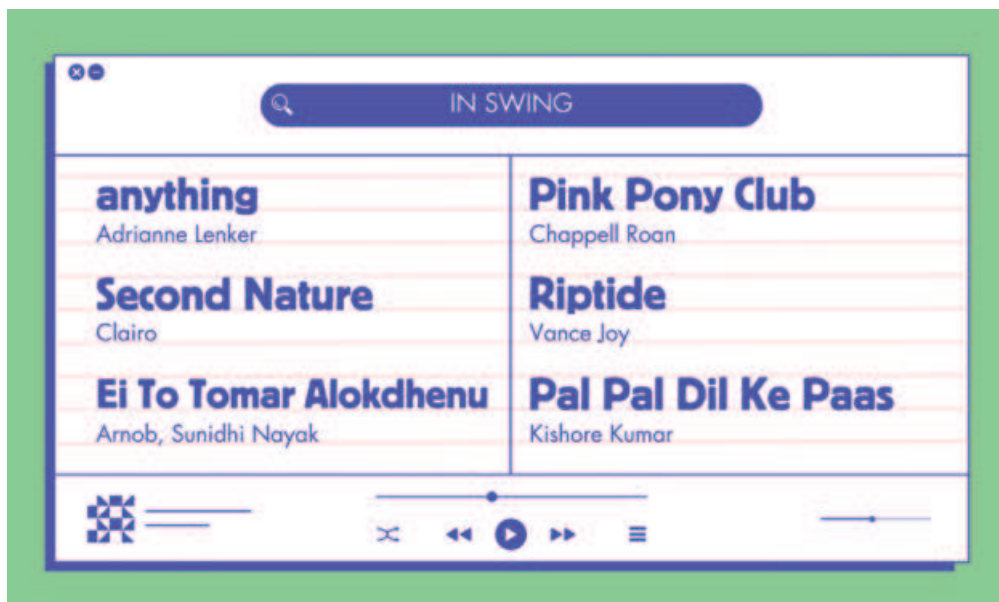 IN SWING
anything
Adrianne Lenker
Second Nature
Clairo
Ei To Tomar Alokdhenu
Arnob, Sunidhi Nayak
Pink Pony Club
Chappell Roan
Riptide
Vance Joy
Pal Pal Dil Ke Paas
Kishore Kumar